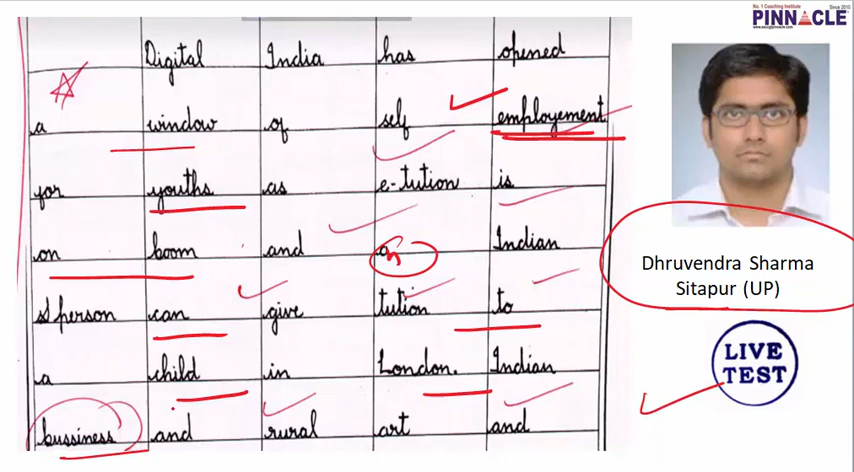 No. 1 Coaching Institute Since 2010
PINNACLE
Digital India has opened
a window of self employement
for youths as e-tution is
on boom and an Indian
person can give tution to
a child in London. Indian
bussiness and rural art and
Dhruvendra Sharma
Sitapur (UP)
LIVE
TEST